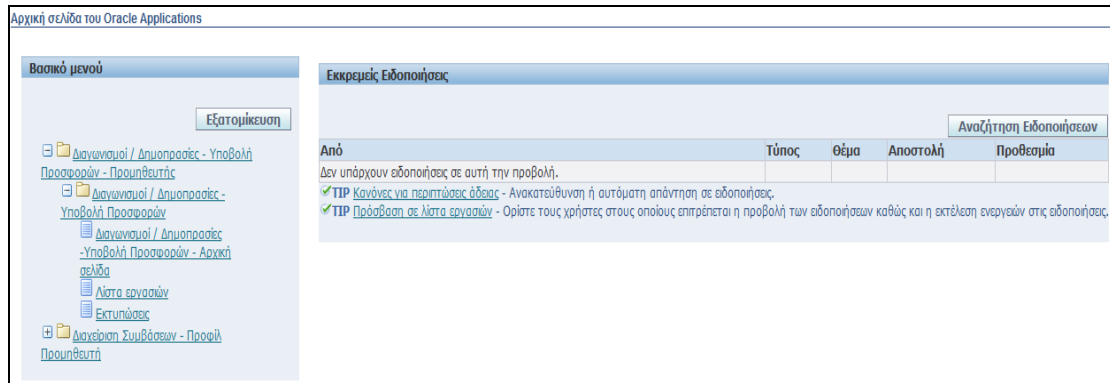 Αρχική σελίδα του Oracle Applications
Βασικό μενού
Εξατομίκευση
Διαγωνισμοί / Δημοπρασίες - Υποβολή
Προσφορών - Προμηθευτής
Διαγωνισμοί / Δημοπρασίες -
Υποβολή Προσφορών
Διαγωνισμοί / Δημοπρασίες
-Υποβολή Προσφορών - Αρχική
σελίδα
Λίστα εργασιών
Εκτυπώσεις
Διαχείριση Συμβάσεων - Προφίλ
Προμηθευτή
Εκκρεμείς Ειδοποιήσεις
Αναζήτηση Ειδοποιήσεων
Από Τύπος Θέμα Αποστολή Προθεσμία
Δεν υπάρχουν ειδοποιήσεις σε αυτή την προβολή.
TIP Κανόνες για περιπτώσεις άδειας - Ανακατεύθυνση ή αυτόματη απάντηση σε ειδοποιήσεις.
TIP Πρόσβαση σε λίστα εργασιών - Ορίστε τους χρήστες στους οποίους επιτρέπεται η προβολή των ειδοποιήσεων καθώς και η εκτέλεση ενεργειών στις ειδοποιήσεις.